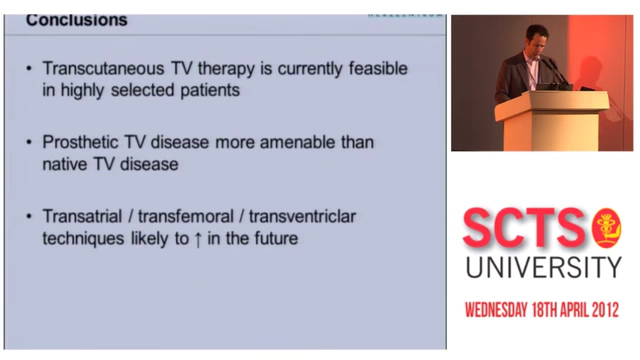 Conclusions
• Transcutaneous TV therapy is currently feasible
in highly selected patients
• Prosthetic TV disease more amenable than
native TV disease
• Transatrial / transfemoral / transventriclar
techniques likely to ↑ in the future
SCTS
UNIVERSITY
WEDNESDAY 18TH APRIL 2012